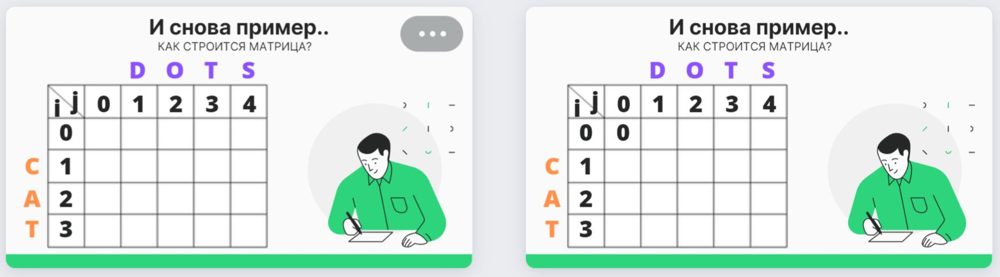 И снова пример..
КАК СТРОИТСЯ МАТРИЦА?
D O T S
i j 0 1 2 3 4
0
C 1
A 2
T 3
И снова пример..
КАК СТРОИТСЯ МАТРИЦА?
D O T S
i j 0 1 2 3 4
0 0
C 1
A 2
T 3